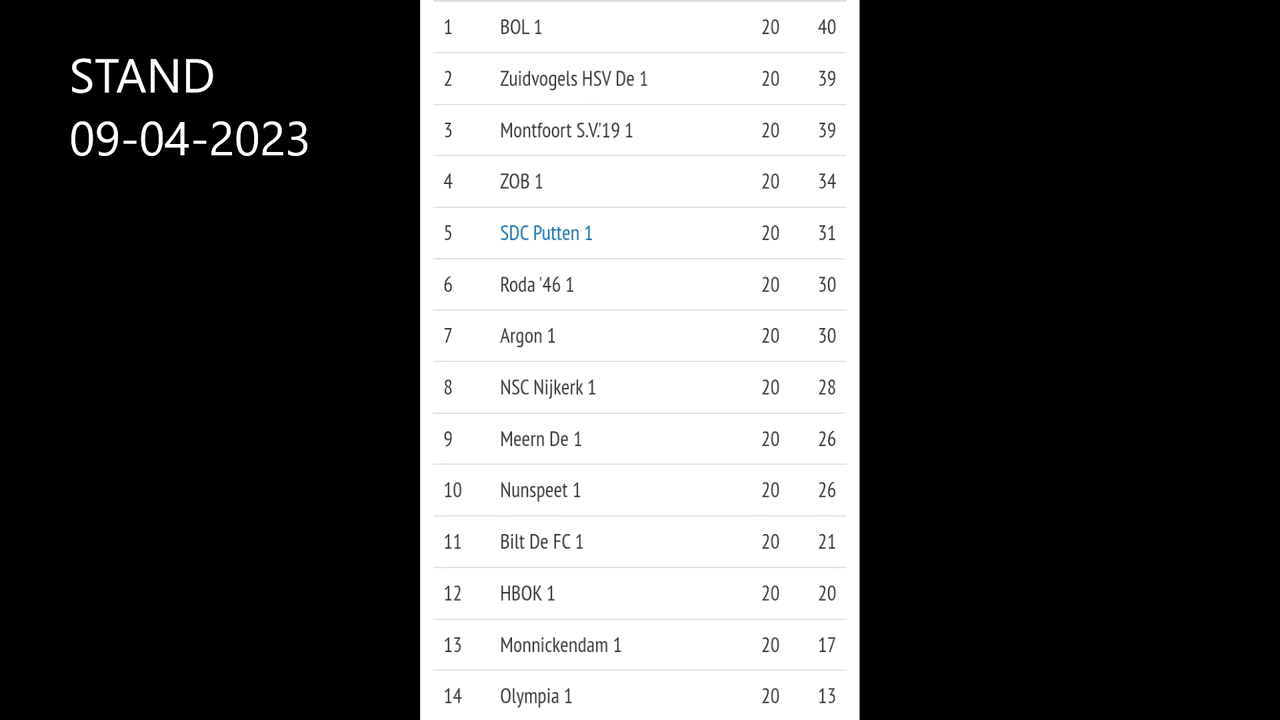 STAND
09-04-2023
1 BOL 1 20 40
2 Zuidvogels HSV De 1 20 39
3 Montfoort S.V.'19 1 20 39
4 ZOB 1 20 34
5 SDC Putten 1 20 31
6 Roda '46 1 20 30
7 Argon 1 20 30
8 NSC Nijkerk 1 20 28
9 Meern De 1 20 26
10 Nunspeet 1 20 26
11 Bilt De FC 1 20 21
12 HBOK 1 20 20
13 Monnickendam 1 20 17
14 Olympia 1 20 13